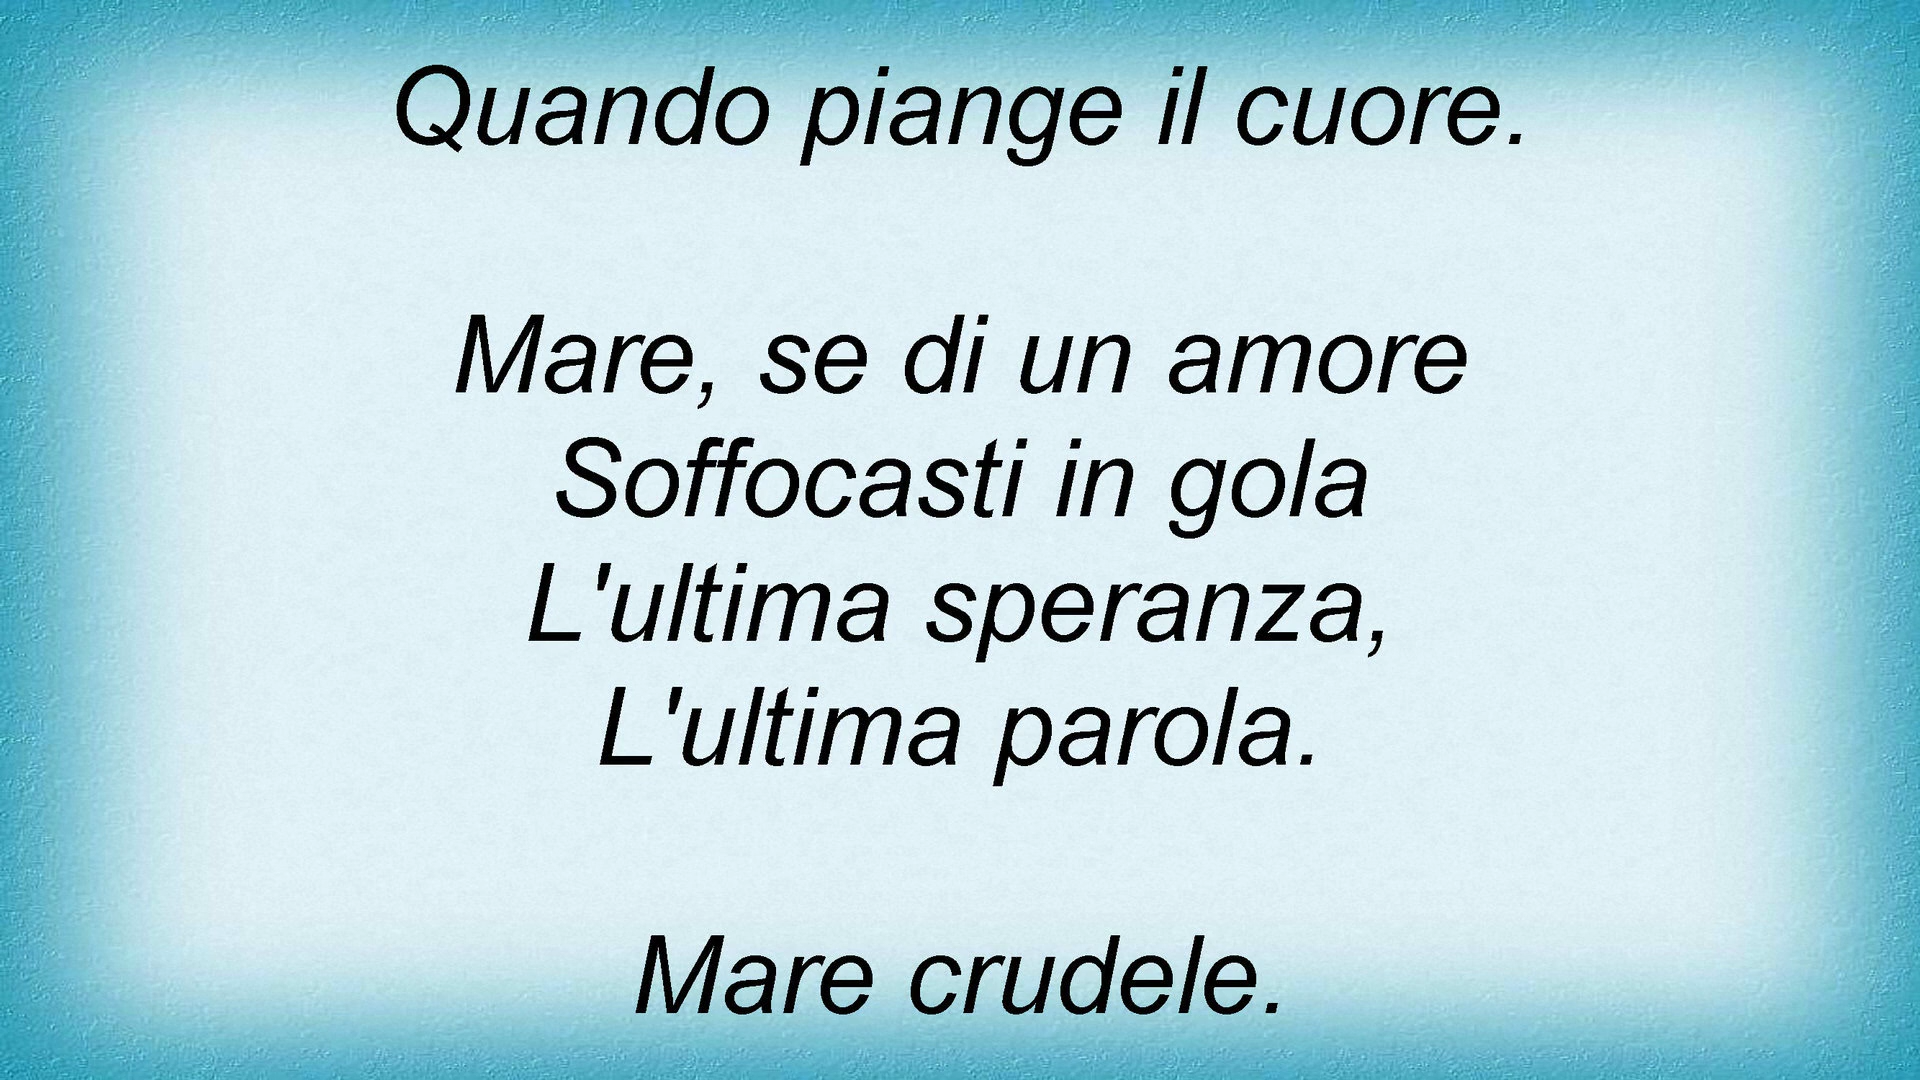 Quando piange il cuore.
Mare, se di un amore
Soffocasti in gola
L'ultima speranza,
L'ultima parola.
Mare crudele.